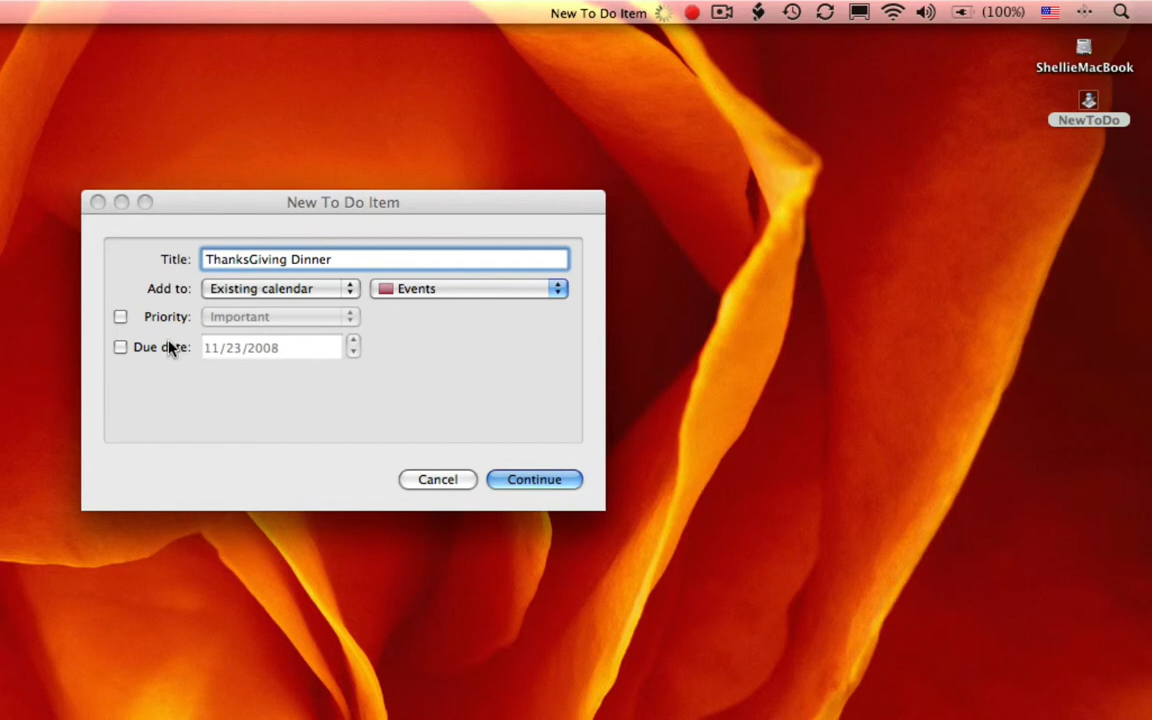 New To Do Item (100%)
ShellieMacBook
NewToDo
New To Do Item
Title: ThanksGiving Dinner
Add to: Existing calendar Events
Priority: Important
Due date: 11/23/2008
Cancel Continue